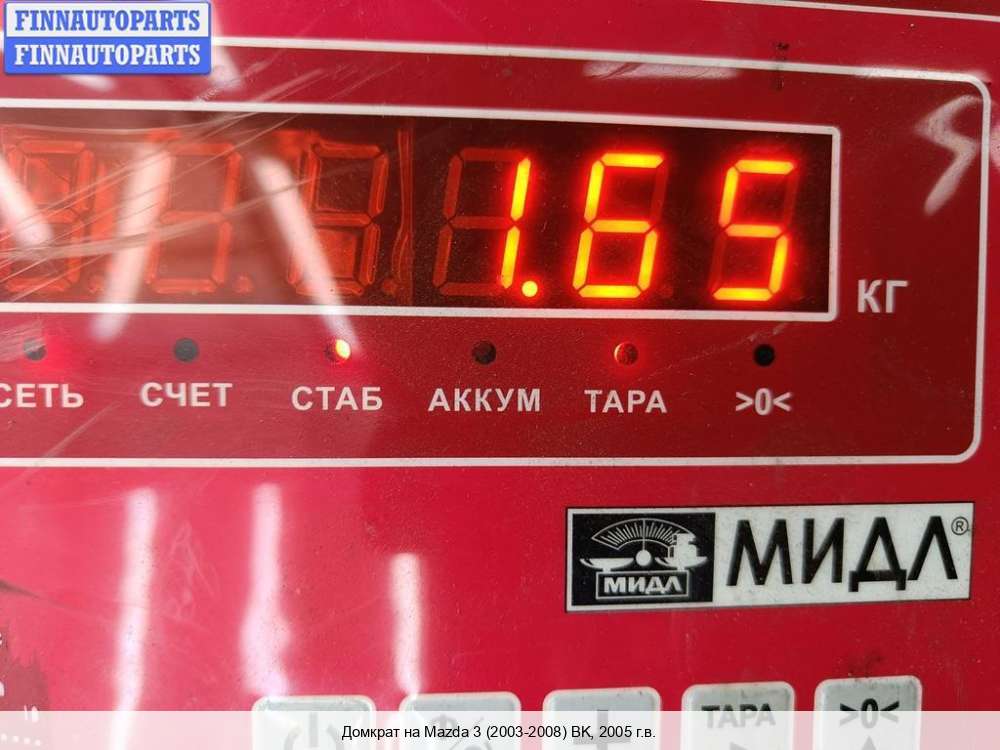 FINNAUTOPARTS
FINNAUTOPARTS
1.65
КГ
СЕТЬ СЧЕТ СТАБ АККУМ ТАРА >0<
МИДЛ МИДЛ®
ТАРА >0<
Домкрат на Mazda 3 (2003-2008) BK, 2005 г.в.